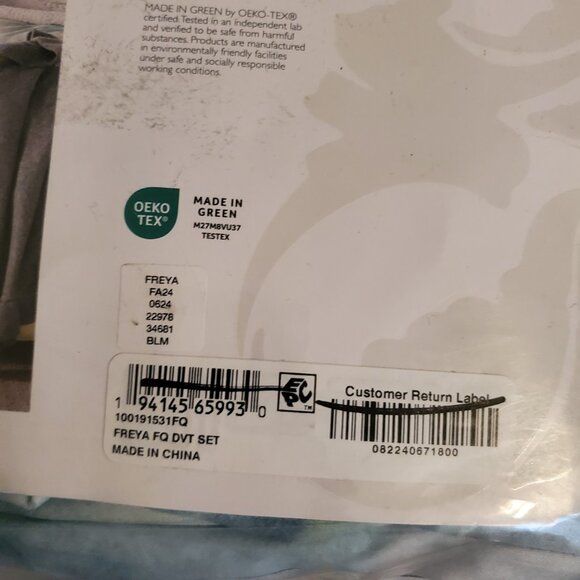 MADE IN GREEN by OEKO-TEX®
certified. Tested in an independent lab
and verified to be safe from harmful
substances. Products are manufactured
in environmentally friendly facilities
under safe and socially responsible
working conditions.
OEKO
TEX®
MADE IN
GREEN
M27M8VU37
TESTEX
FREYA
FA24
0624
22978
34681
BLM
1 94145 65993 0
EPC™
Customer Return Label
100191531FQ
FREYA FQ DVT SET
MADE IN CHINA
082240671800